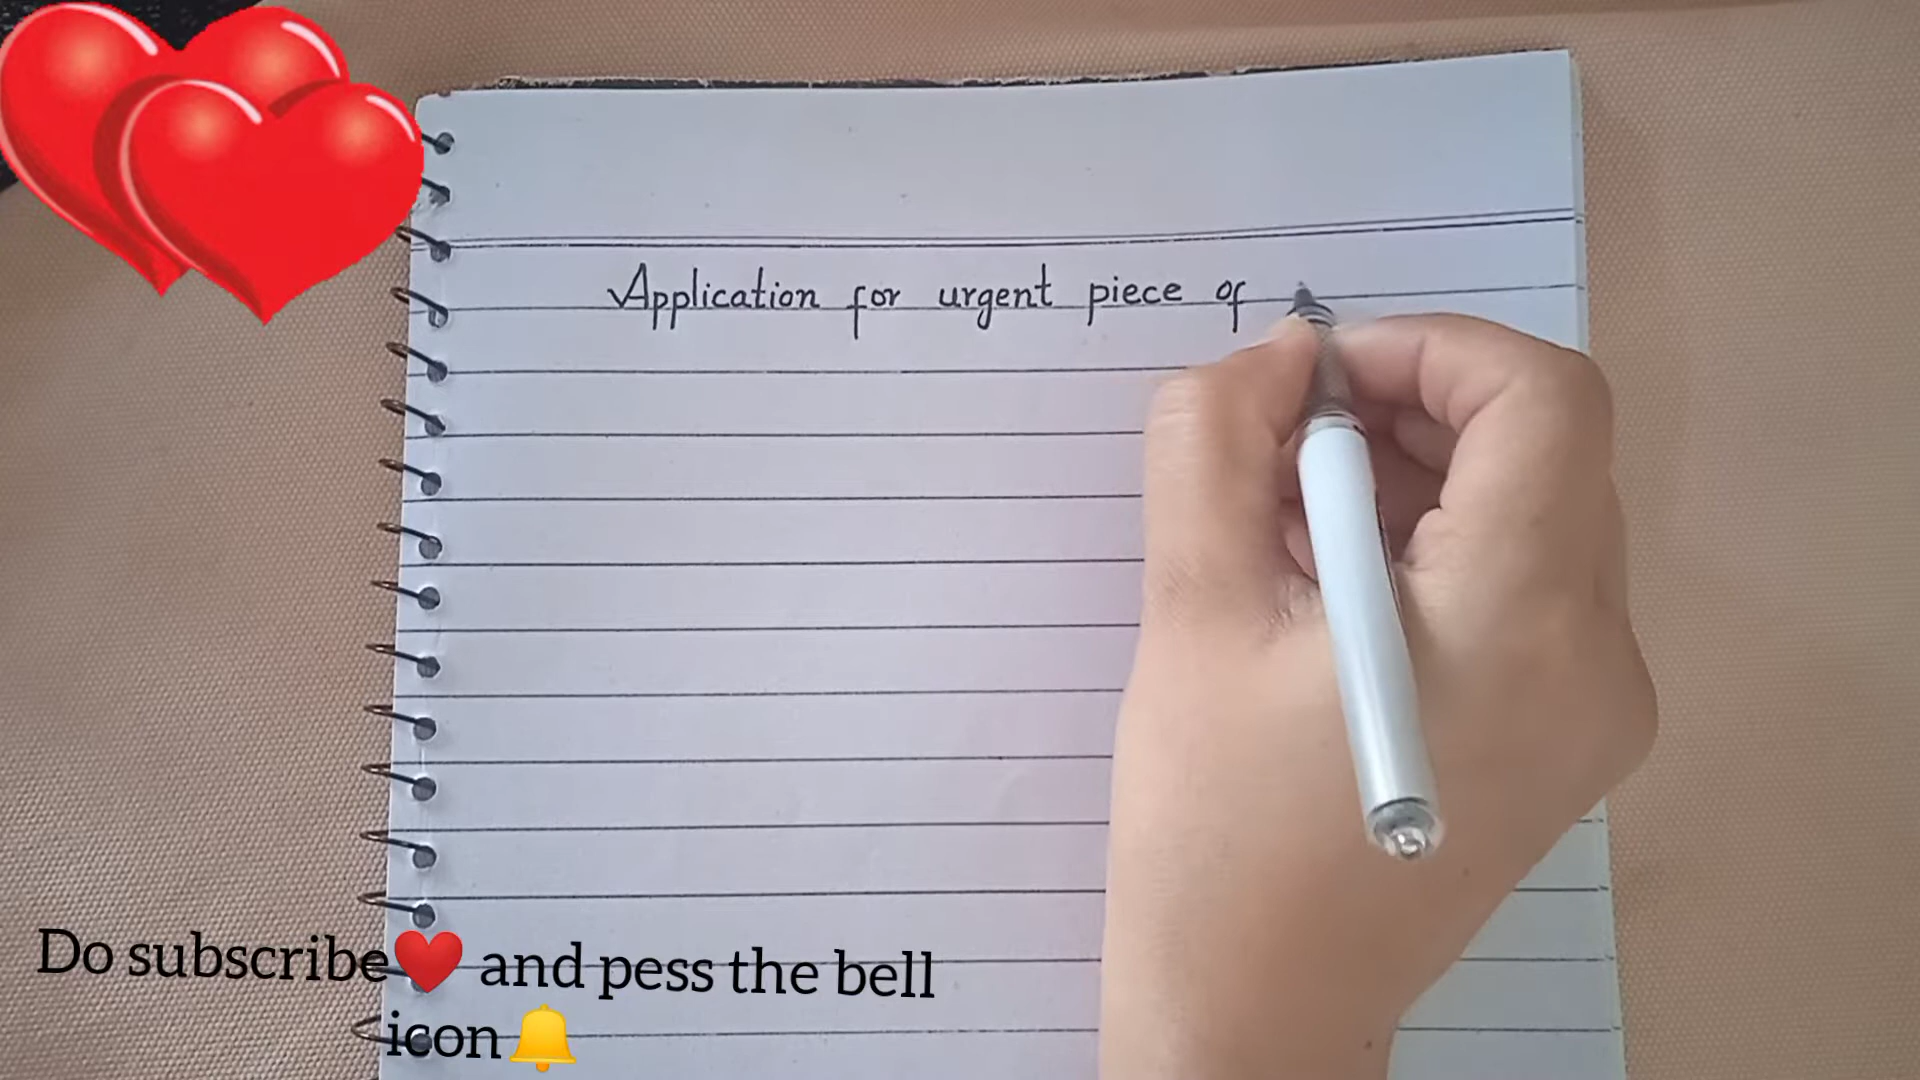 Application for urgent piece of
Do subscribe❤️ and pess the bell
icon🔔